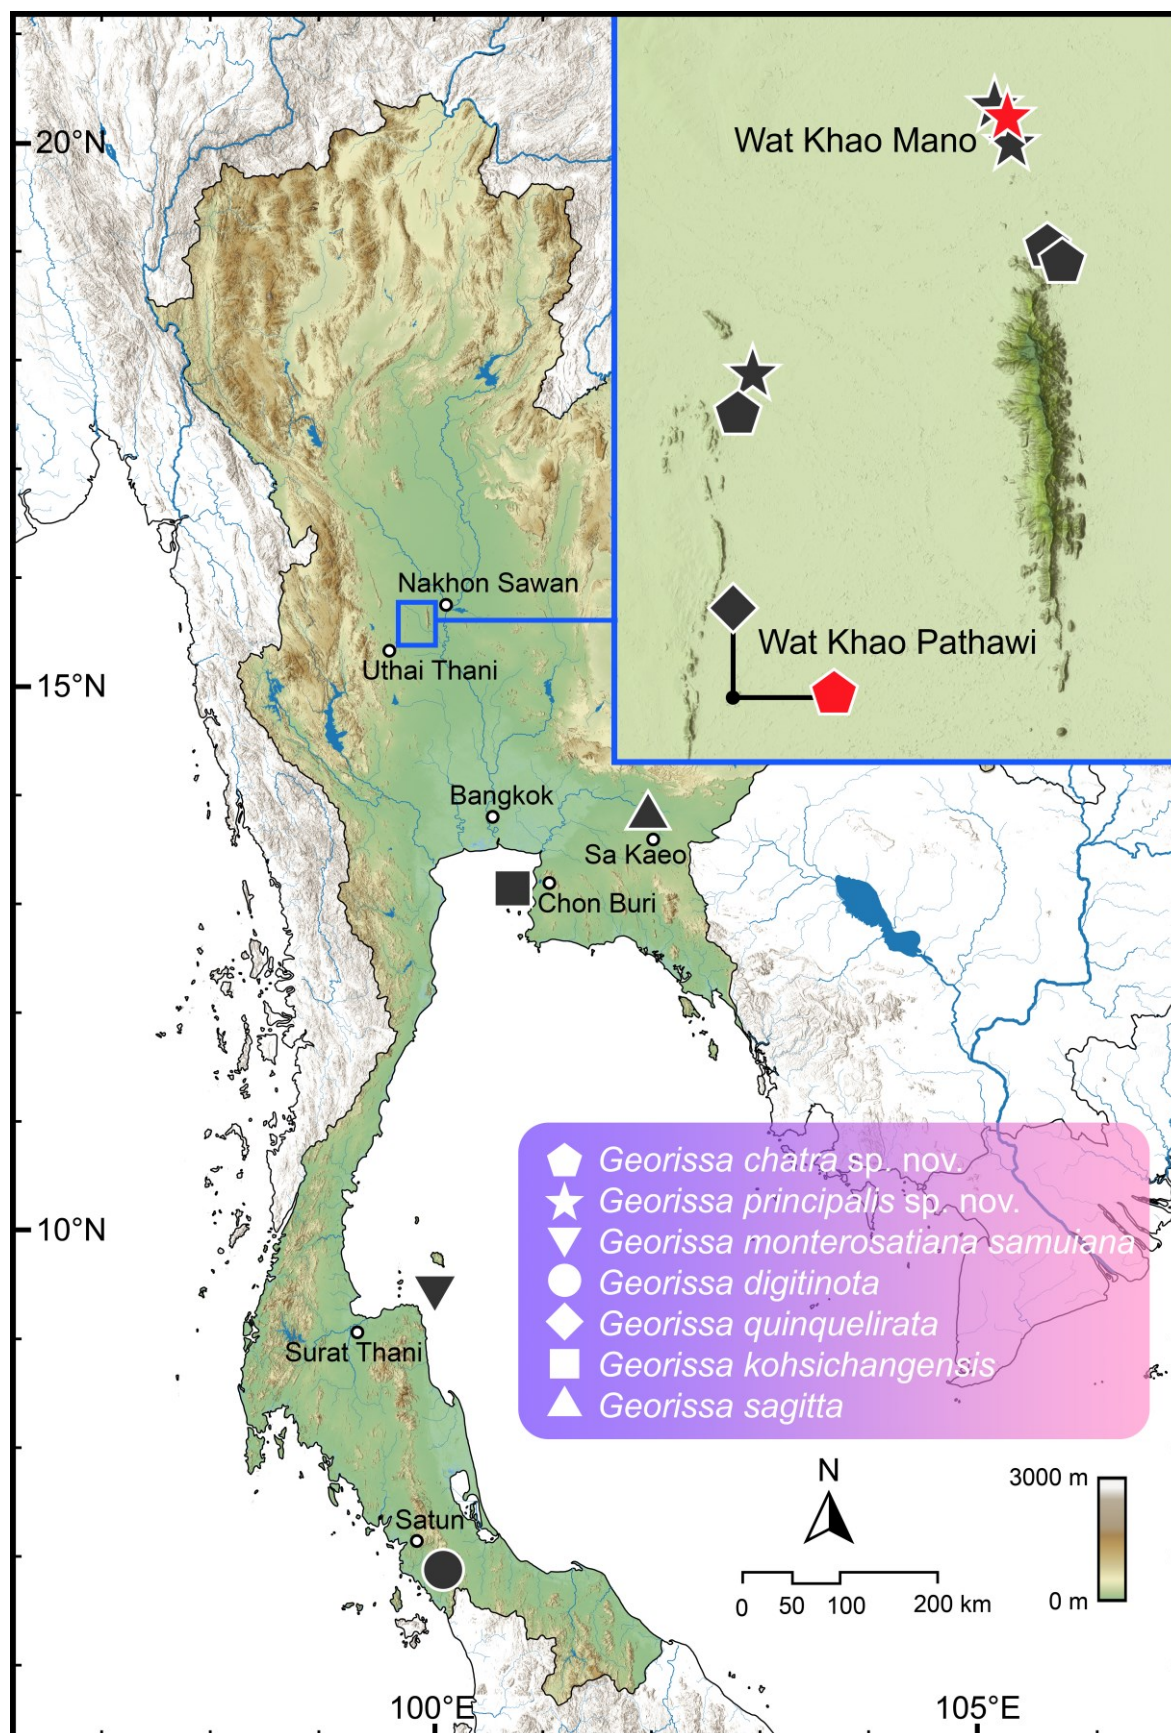 20°N
Wat Khao Mano
Nakhon Sawan
Uthai Thani
Wat Khao Pathawi
15°N
Bangkok
Sa Kaeo
Chon Buri
Georissa chatra sp. nov.
Georissa principalis sp. nov.
10°N
Georissa monterosatiana samuiana
Georissa digitinota
Georissa quinquelirata
Georissa kohsichangensis
Georissa sagitta
Surat Thani
N
3000 m
Satun
0 m
0 50 100 200 km
100°E
105°E